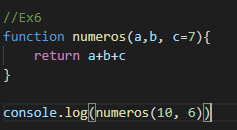 //Ex6
function numeros(a,b, c=7){
    return a+b+c
}

console.log(numeros(10, 6))